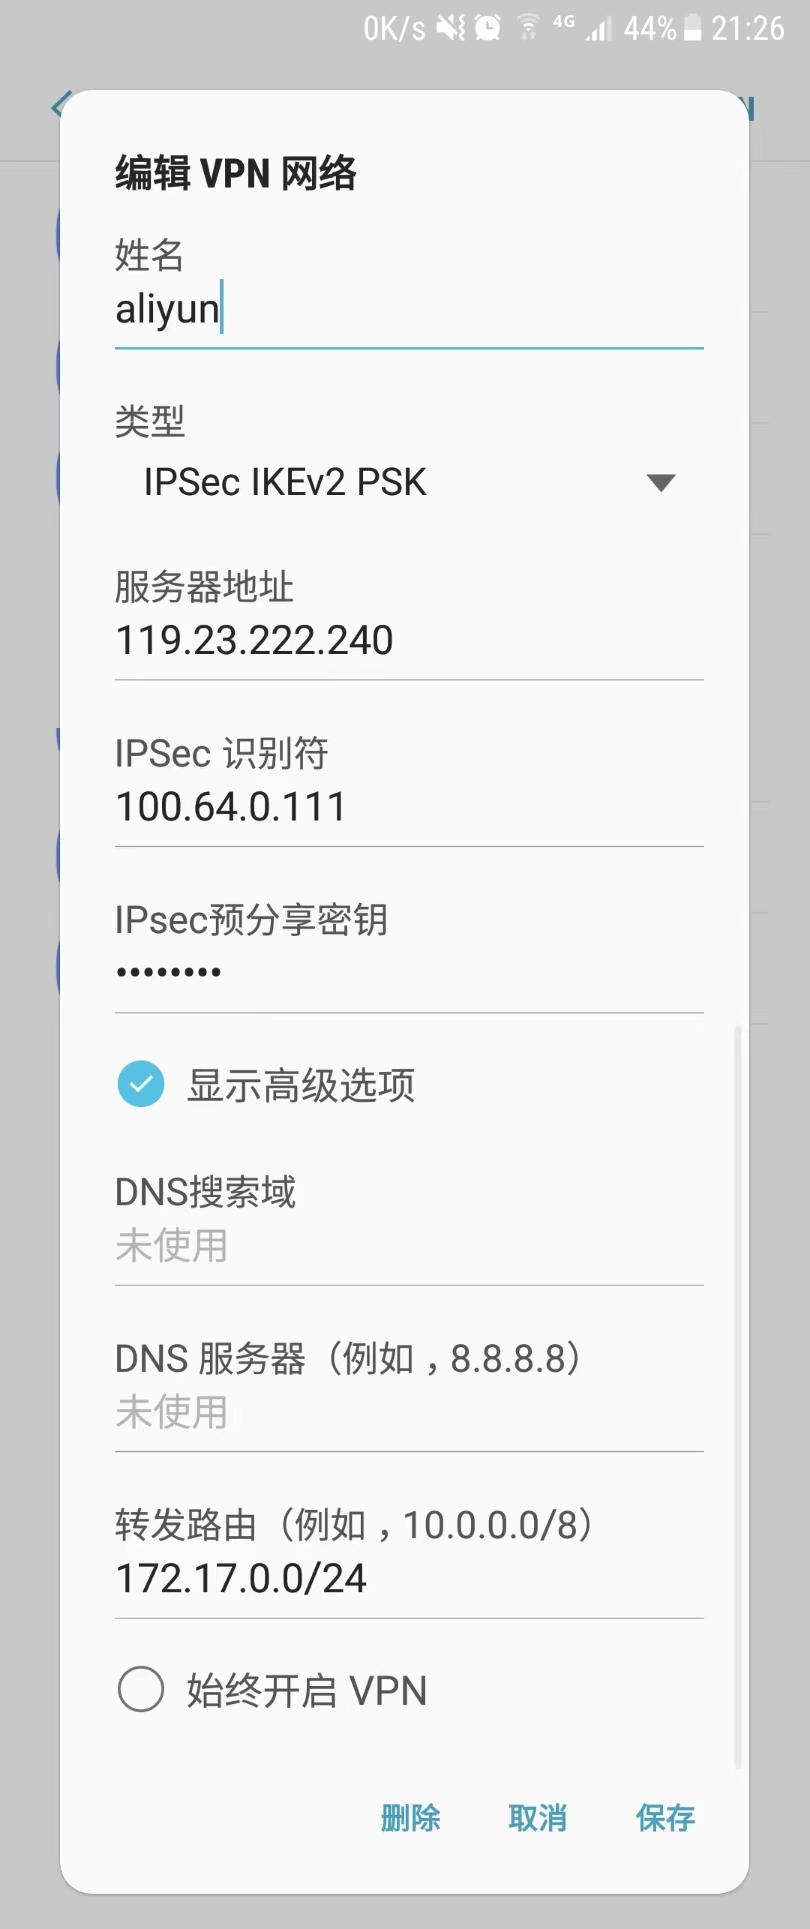 0K/s 4G 44% 21:26
编辑 VPN 网络
姓名
aliyun
类型
IPSec IKEv2 PSK
服务器地址
119.23.222.240
IPSec 识别符
100.64.0.111
IPsec预分享密钥
••••••••
显示高级选项
DNS搜索域
未使用
DNS 服务器（例如，8.8.8.8）
未使用
转发路由（例如，10.0.0.0/8）
172.17.0.0/24
始终开启 VPN
删除 取消 保存